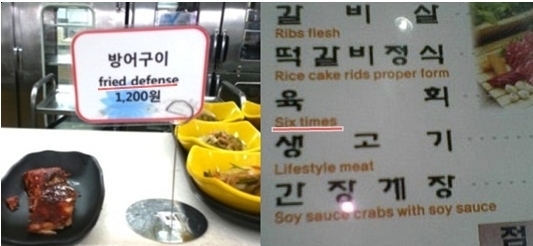 방어구이
fried defense
1,200원
갈비살
Ribs flesh
떡갈비정식
Rice cake rids proper form
육회
Six times
생고기
Lifestyle meat
간장게장
Soy sauce crabs with soy sauce
점